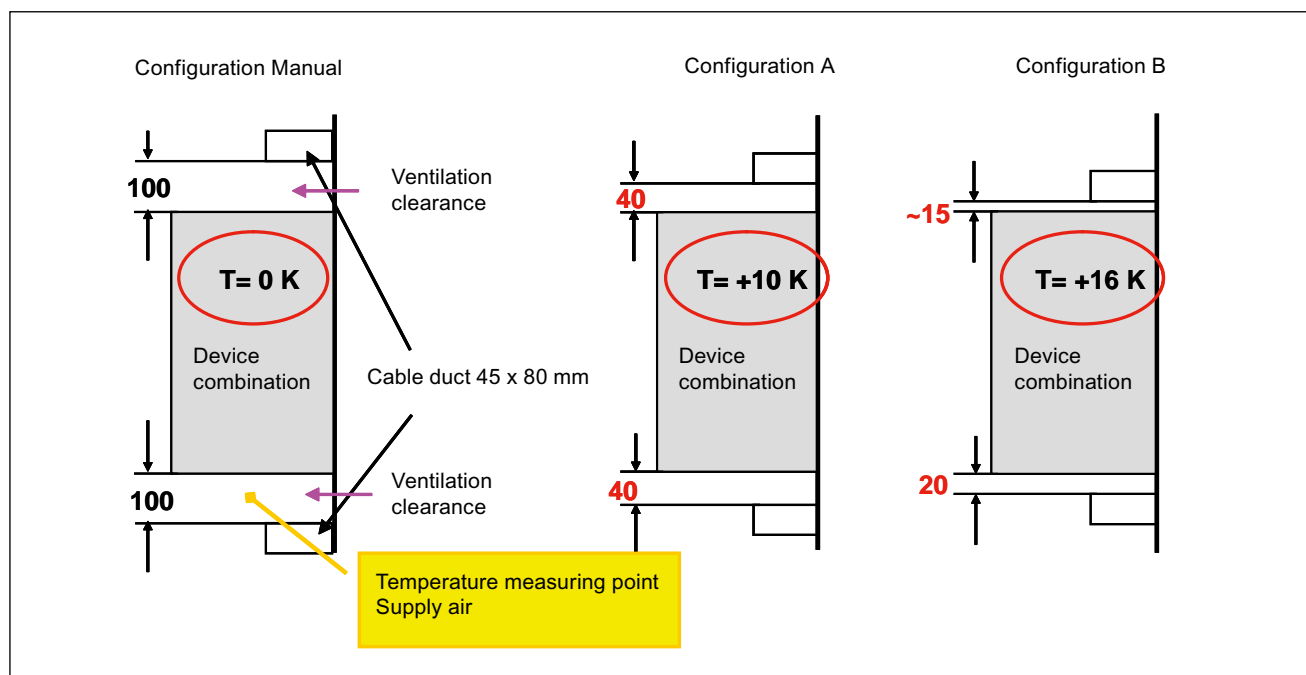 Configuration Manual
Configuration A
Configuration B
100
Ventilation
clearance
T= 0 K
Device
combination
Cable duct 45 x 80 mm
100
Ventilation
clearance
Temperature measuring point
Supply air
40
T= +10 K
Device
combination
40
~15
T= +16 K
Device
combination
20